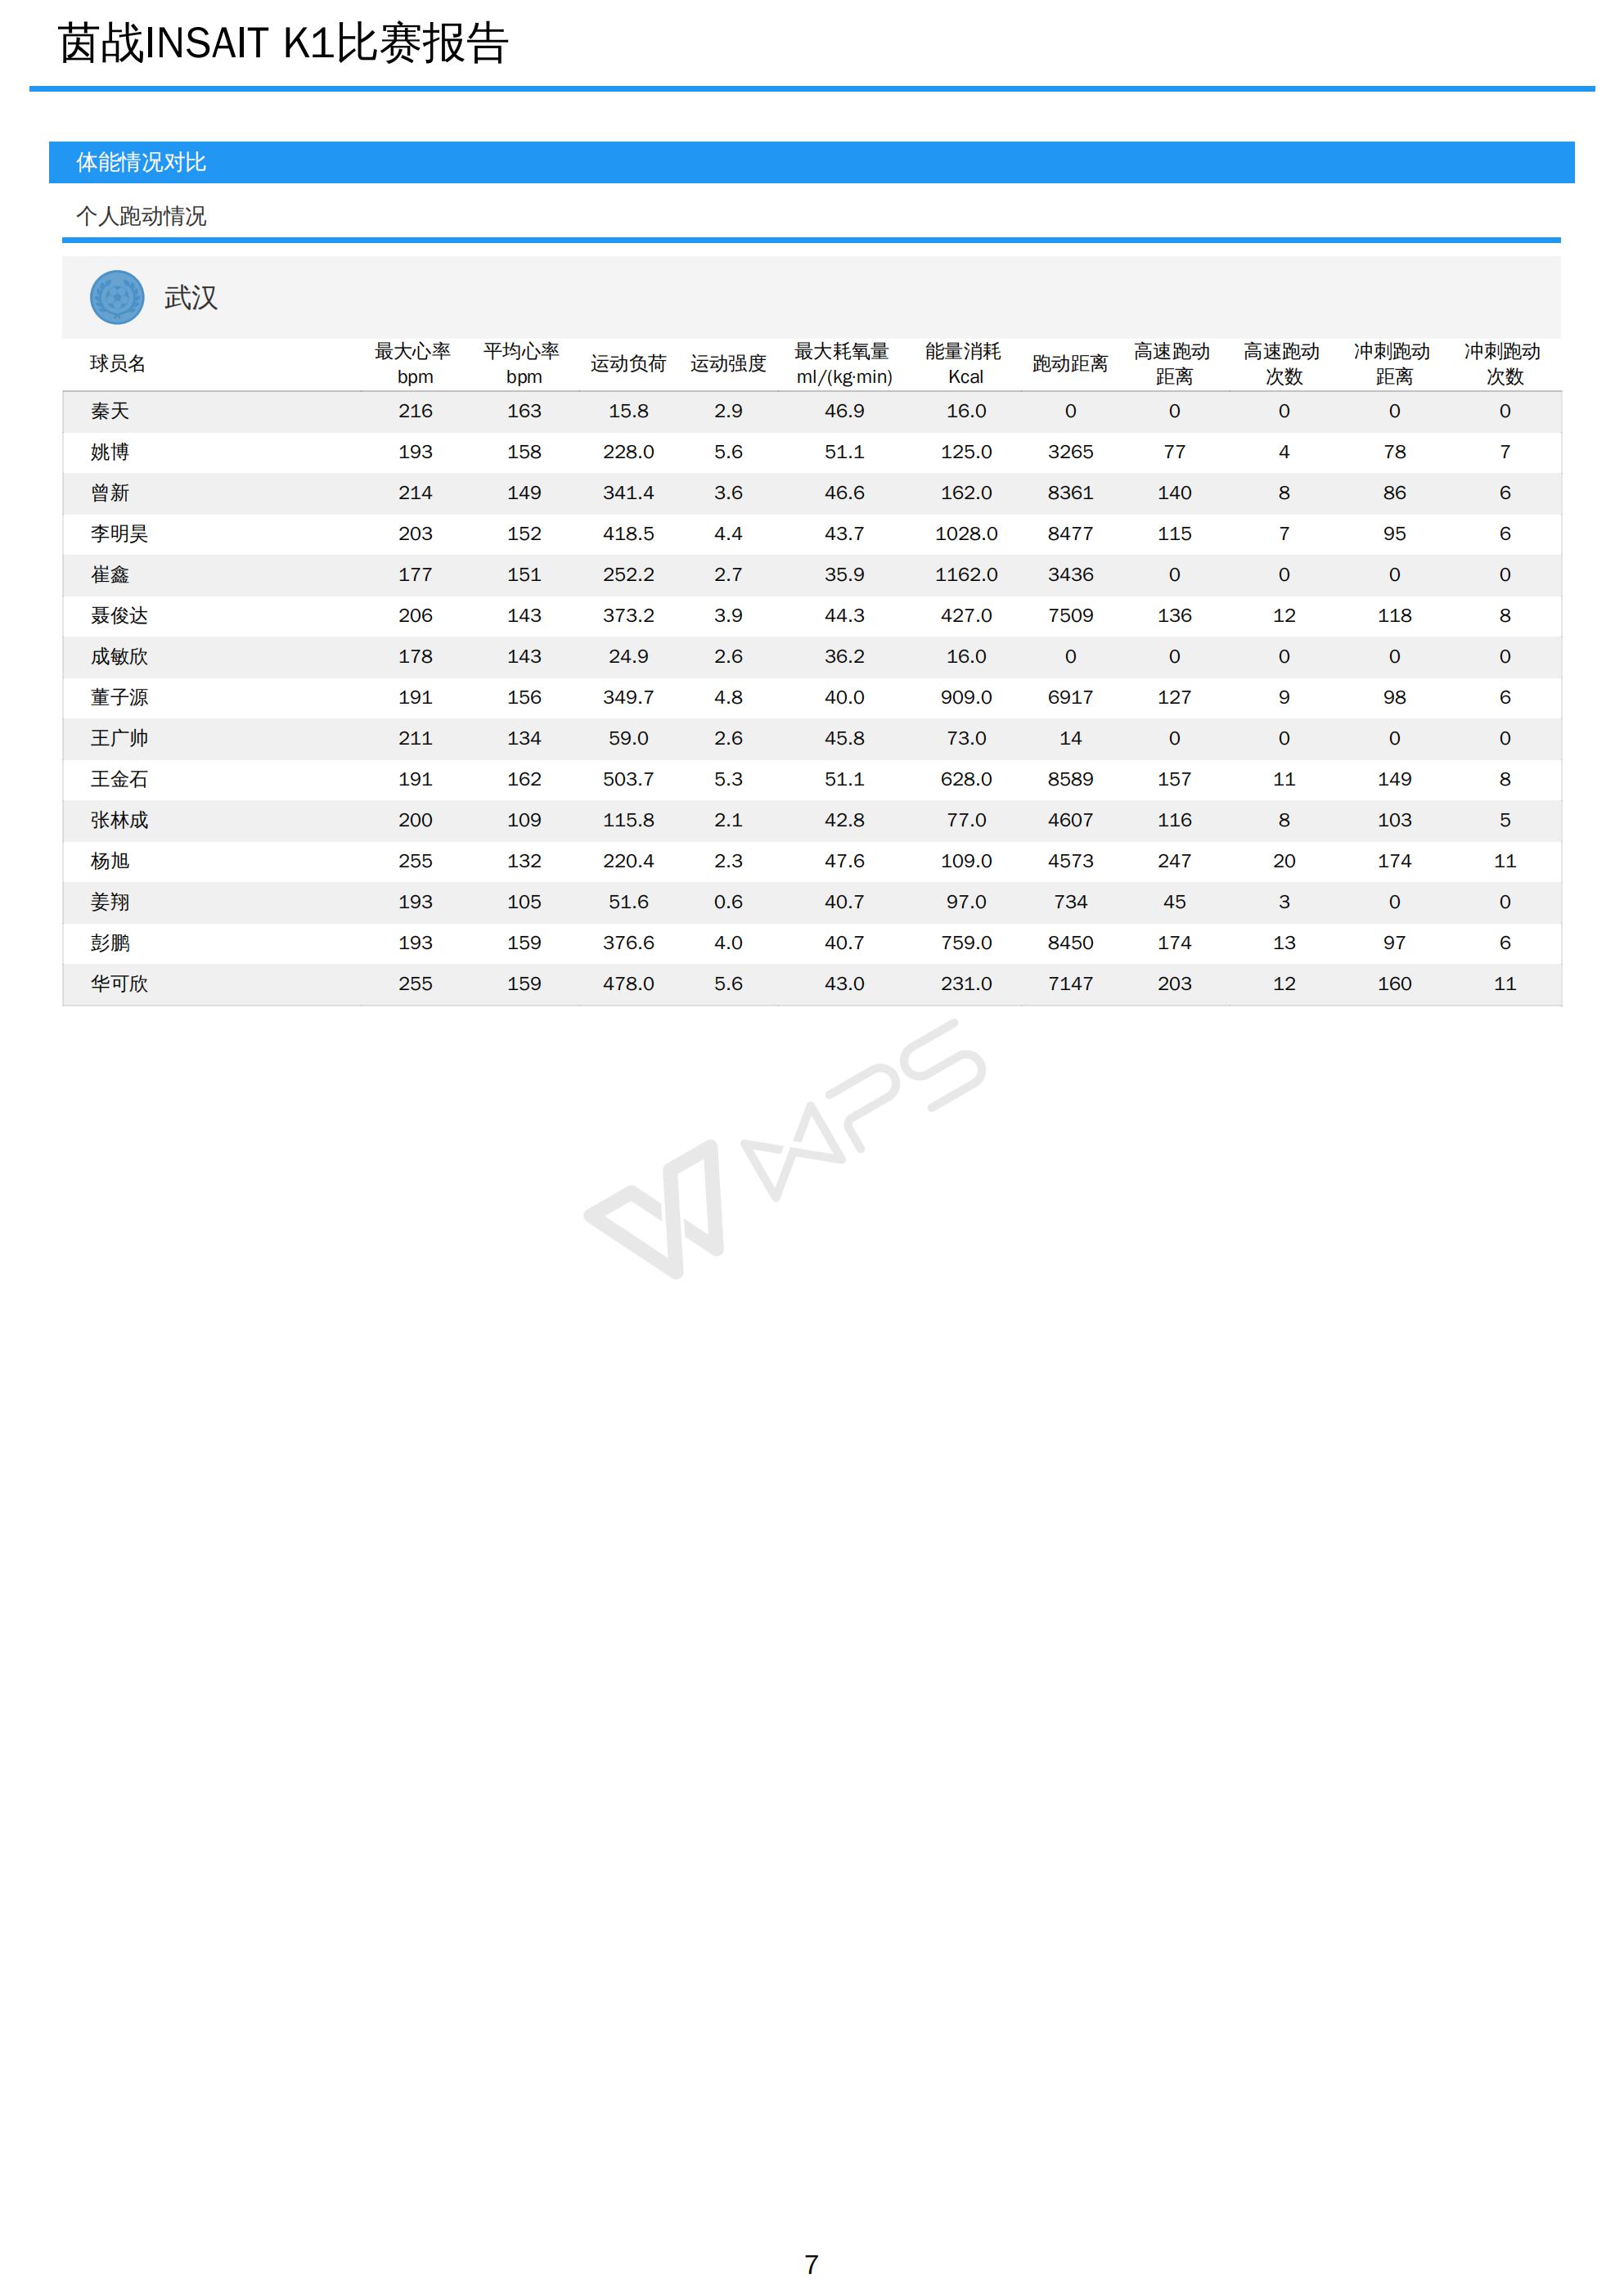 茵战INSAIT K1比赛报告
体能情况对比
个人跑动情况
武汉
球员名 最大心率 bpm 平均心率 bpm 运动负荷 运动强度 最大耗氧量 ml/(kg·min) 能量消耗 Kcal 跑动距离 高速跑动 距离 高速跑动 次数 冲刺跑动 距离 冲刺跑动 次数
秦天 216 163 15.8 2.9 46.9 16.0 0 0 0 0 0
姚博 193 158 228.0 5.6 51.1 125.0 3265 77 4 78 7
曾新 214 149 341.4 3.6 46.6 162.0 8361 140 8 86 6
李明昊 203 152 418.5 4.4 43.7 1028.0 8477 115 7 95 6
崔鑫 177 151 252.2 2.7 35.9 1162.0 3436 0 0 0 0
聂俊达 206 143 373.2 3.9 44.3 427.0 7509 136 12 118 8
成敏欣 178 143 24.9 2.6 36.2 16.0 0 0 0 0 0
董子源 191 156 349.7 4.8 40.0 909.0 6917 127 9 98 6
王广帅 211 134 59.0 2.6 45.8 73.0 14 0 0 0 0
王金石 191 162 503.7 5.3 51.1 628.0 8589 157 11 149 8
张林成 200 109 115.8 2.1 42.8 77.0 4607 116 8 103 5
杨旭 255 132 220.4 2.3 47.6 109.0 4573 247 20 174 11
姜翔 193 105 51.6 0.6 40.7 97.0 734 45 3 0 0
彭鹏 193 159 376.6 4.0 40.7 759.0 8450 174 13 97 6
华可欣 255 159 478.0 5.6 43.0 231.0 7147 203 12 160 11
WPS
7